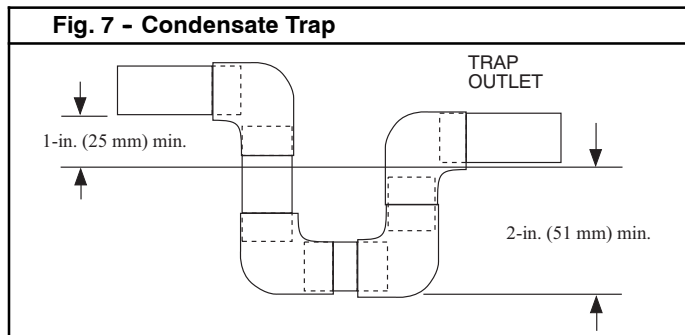 Fig. 7 - Condensate Trap
TRAP
OUTLET
1-in. (25 mm) min.
2-in. (51 mm) min.